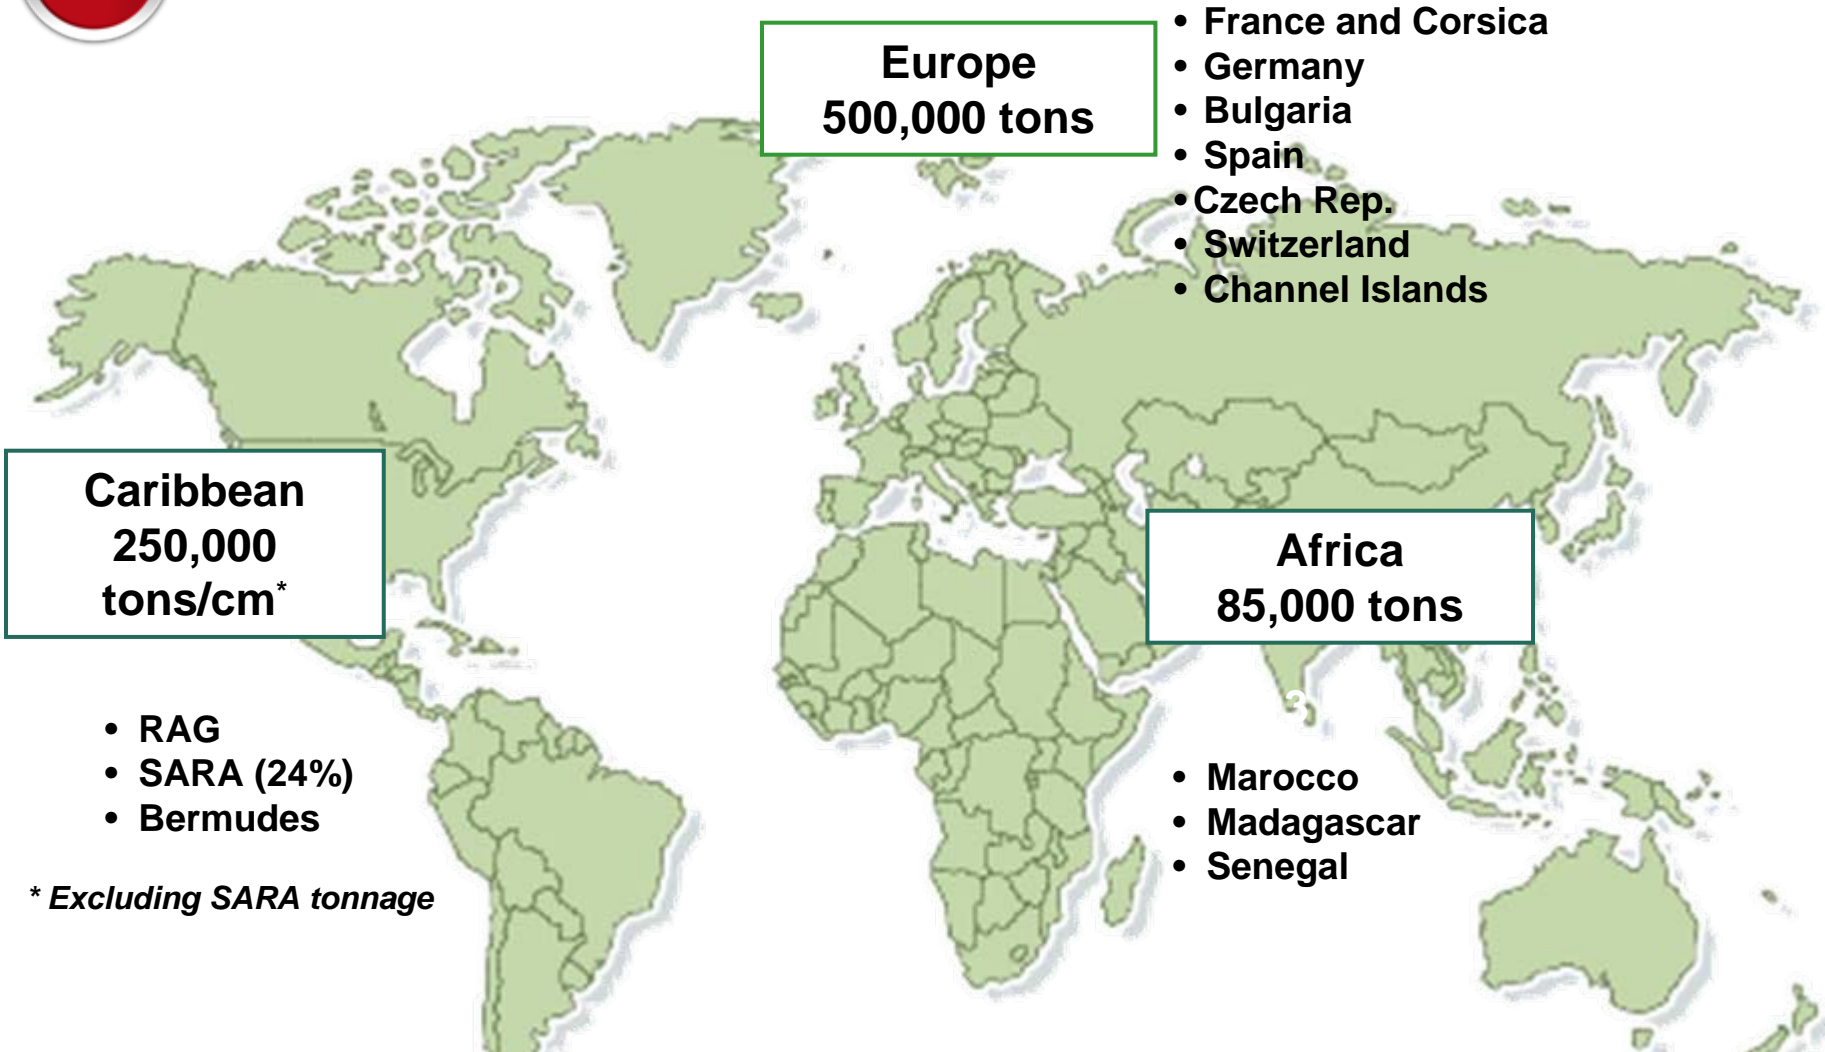 • France and Corsica
• Germany
• Bulgaria
• Spain
• Czech Rep.
• Switzerland
• Channel Islands
Europe
500,000 tons
Caribbean
250,000
tons/cm*
Africa
85,000 tons
3
• RAG
• SARA (24%)
• Bermudes
* Excluding SARA tonnage
• Marocco
• Madagascar
• Senegal